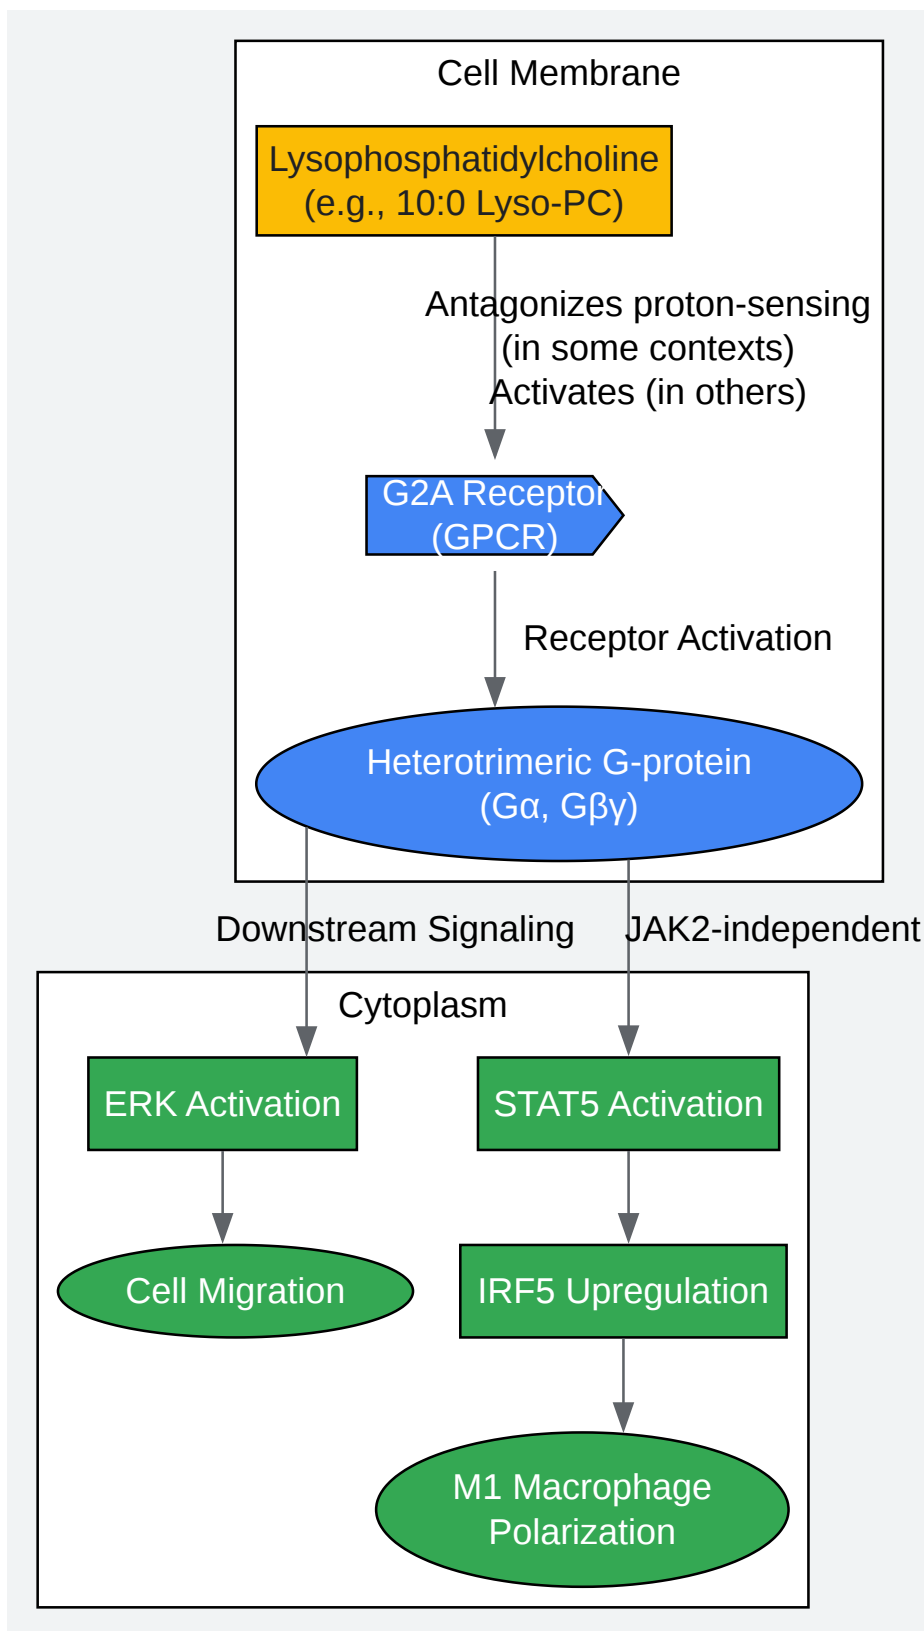 Cell Membrane
Lysophosphatidylcholine
(e.g., 10:0 Lyso-PC)
Antagonizes proton-sensing
(in some contexts)
Activates (in others)
G2A Receptor
(GPCR)
Receptor Activation
Heterotrimeric G-protein
(Gα, Gβγ)
Downstream Signaling
JAK2-independent
Cytoplasm
ERK Activation
STAT5 Activation
Cell Migration
IRF5 Upregulation
M1 Macrophage
Polarization